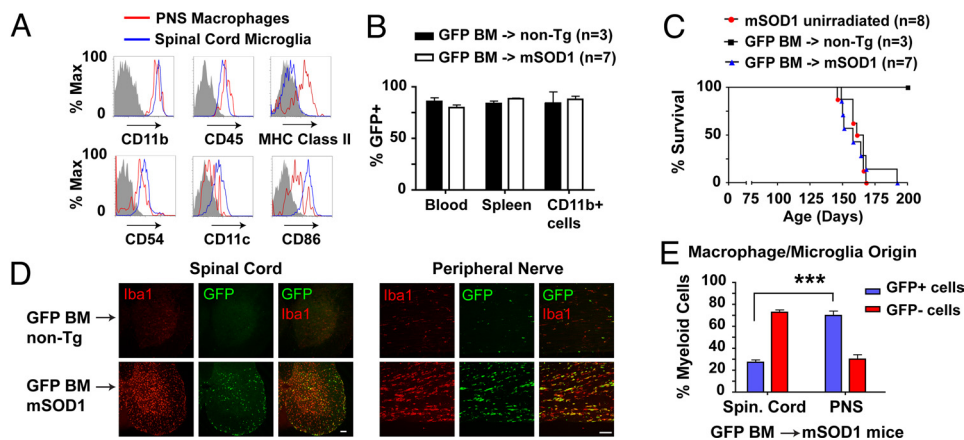 A
PNS Macrophages
Spinal Cord Microglia
% Max
100
0
CD11b
CD45
MHC Class II
% Max
100
0
CD54
CD11c
CD86
B
GFP BM -> non-Tg (n=3)
GFP BM -> mSOD1 (n=7)
% GFP+
100
50
0
Blood
Spleen
CD11b+
cells
C
mSOD1 unirradiated (n=8)
GFP BM -> non-Tg (n=3)
GFP BM -> mSOD1 (n=7)
% Survival
100
50
0
0 75 125 150 175 200
Age (Days)
D
Spinal Cord
Peripheral Nerve
Iba1
GFP
GFP
Iba1
Iba1
GFP
GFP
Iba1
GFP BM →
non-Tg
GFP BM →
mSOD1
E
Macrophage/Microglia Origin
% Myeloid Cells
100
80
70
60
40
20
0
***
GFP+ cells
GFP- cells
Spin. Cord
PNS
GFP BM → mSOD1 mice